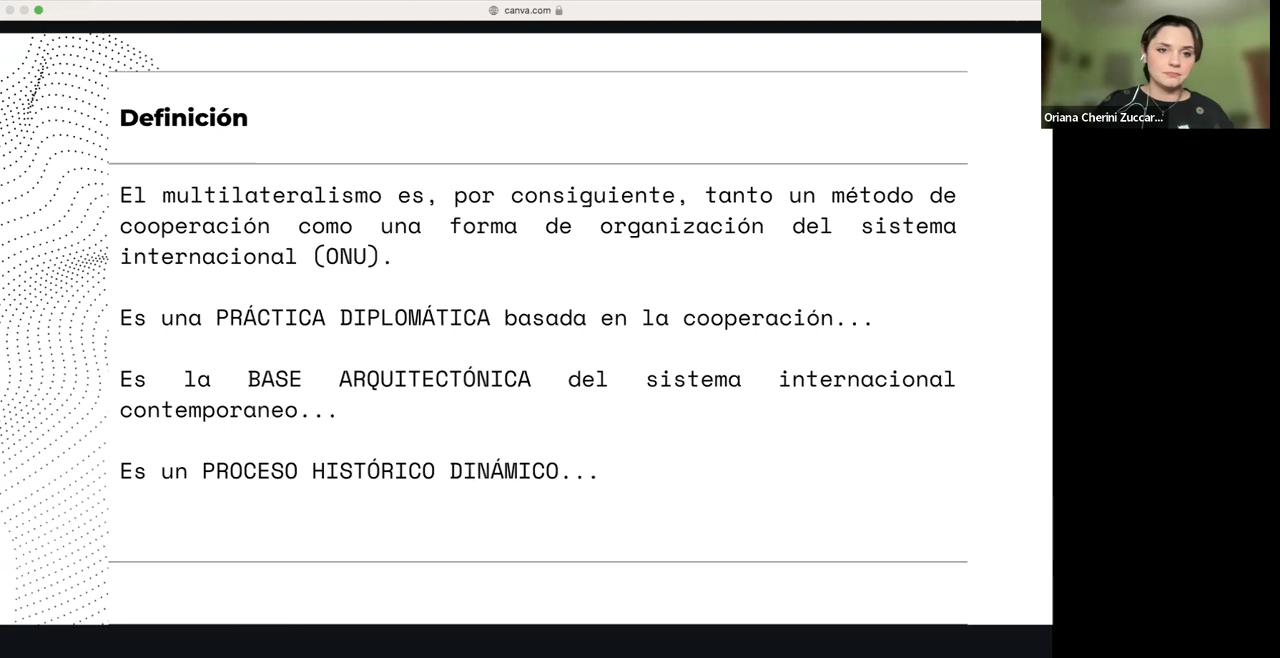 canva.com
Definición
El multilateralismo es, por consiguiente, tanto un método de
cooperación como una forma de organización del sistema
internacional (ONU).
Es una PRÁCTICA DIPLOMÁTICA basada en la cooperación...
Es la BASE ARQUITECTÓNICA del sistema internacional
contemporaneo...
Es un PROCESO HISTÓRICO DINÁMICO...
Oriana Cherini Zuccar...